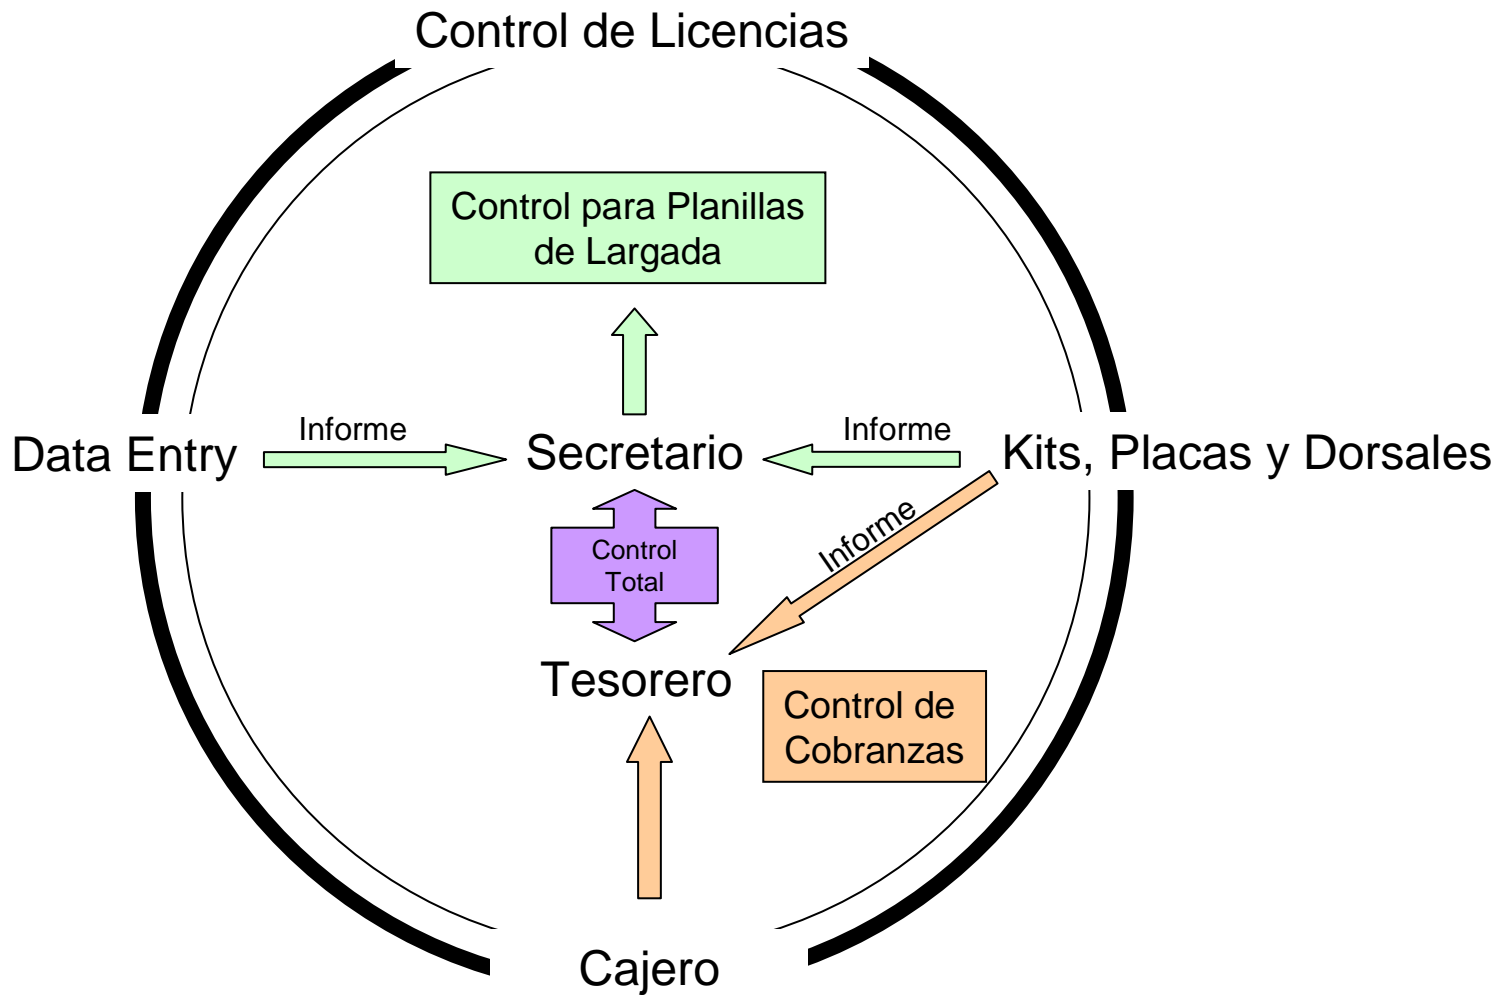 Control de Licencias
Control para Planillas
de Largada
Informe
Informe
Data Entry
Secretario
Kits, Placas y Dorsales
Informe
Control
Total
Tesorero
Control de
Cobranzas
Cajero